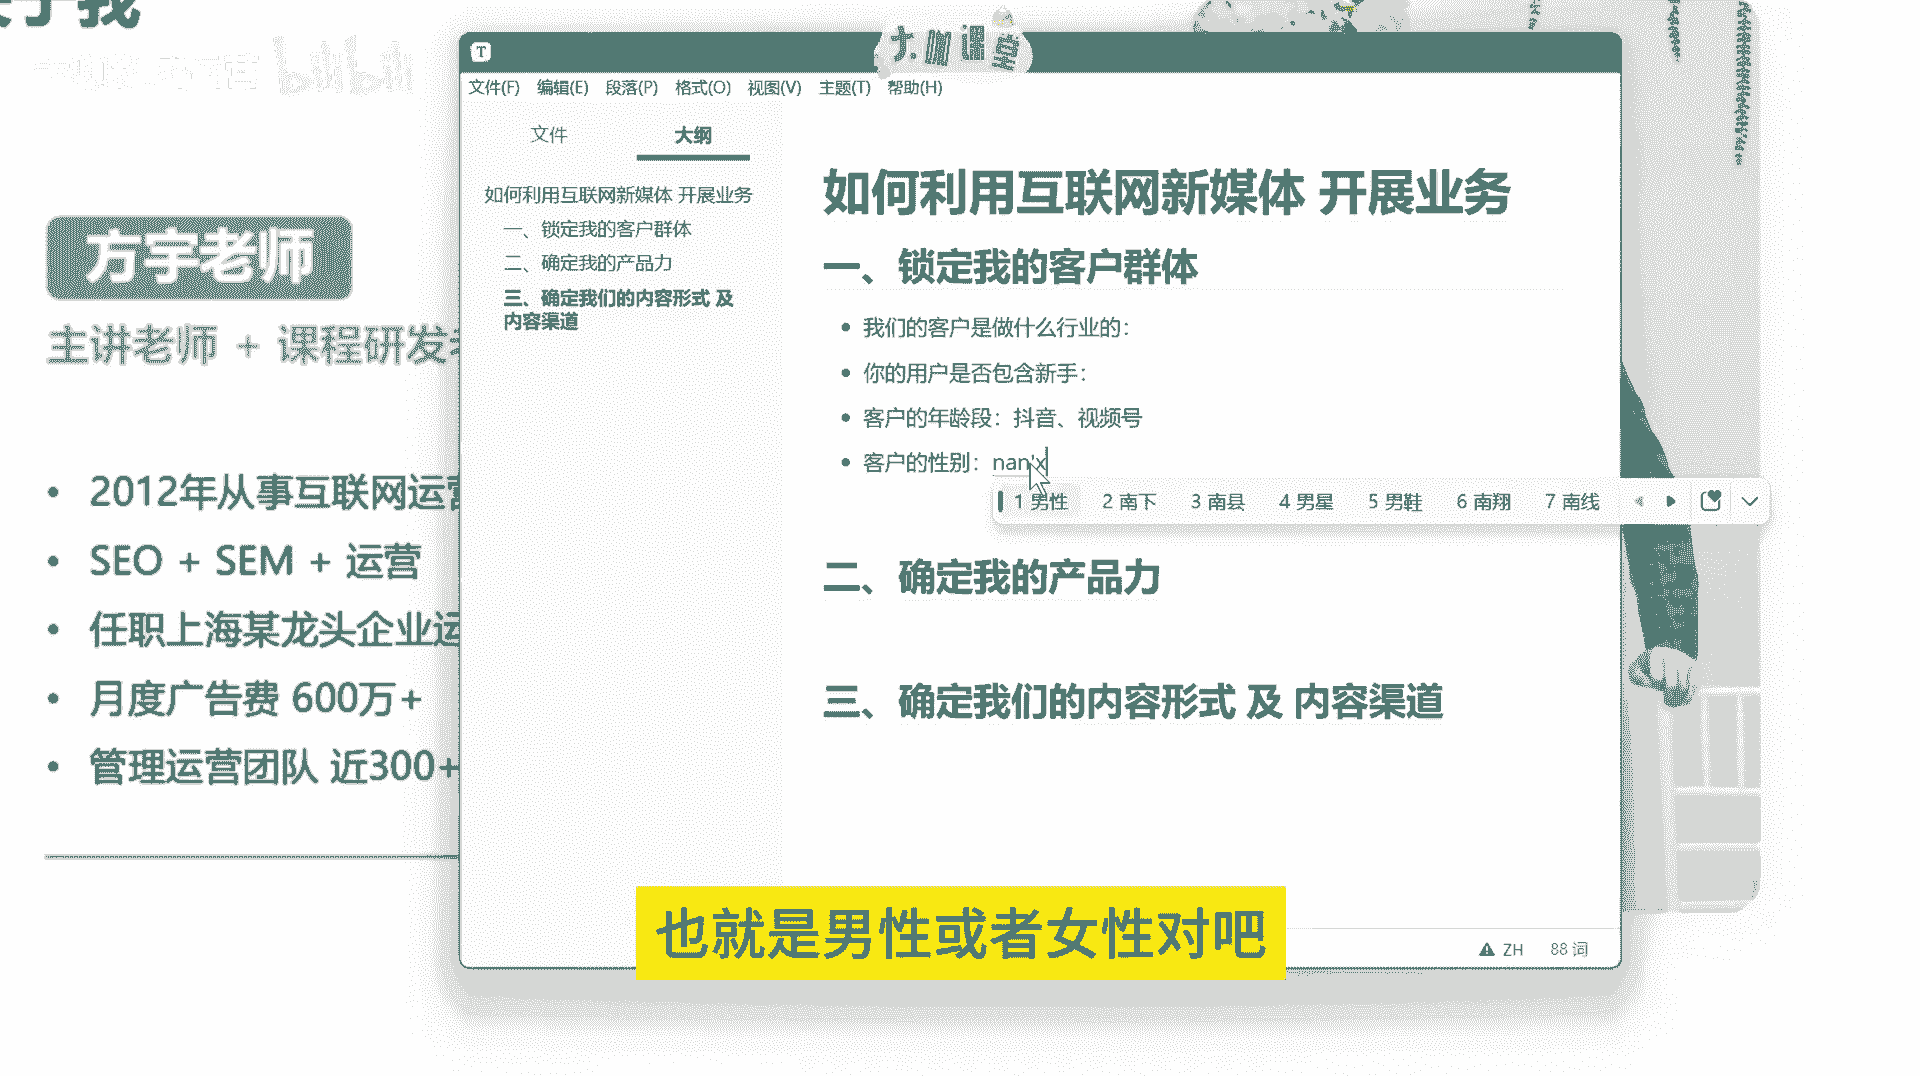 于我
bilibili
方宇老师
主讲老师 + 课程研发
2012年从事互联网运营
SEO + SEM + 运营
任职上海某龙头企业运
月度广告费 600万+
管理运营团队 近300+
大咖课堂
T
文件(F) 编辑(E) 段落(P) 格式(O) 视图(V) 主题(T) 帮助(H)
文件 大纲
如何利用互联网新媒体 开展业务
一、锁定我的客户群体
二、确定我的产品力
三、确定我们的内容形式 及
内容渠道
如何利用互联网新媒体 开展业务
一、锁定我的客户群体
我们的客户是做什么行业的：
你的用户是否包含新手：
客户的年龄段：抖音、视频号
客户的性别：nan'x
1 男性 2 南下 3 南县 4 男星 5 男鞋 6 南翔 7 南线
二、确定我的产品力
三、确定我们的内容形式 及 内容渠道
ZH 88 词
也就是男性或者女性对吧